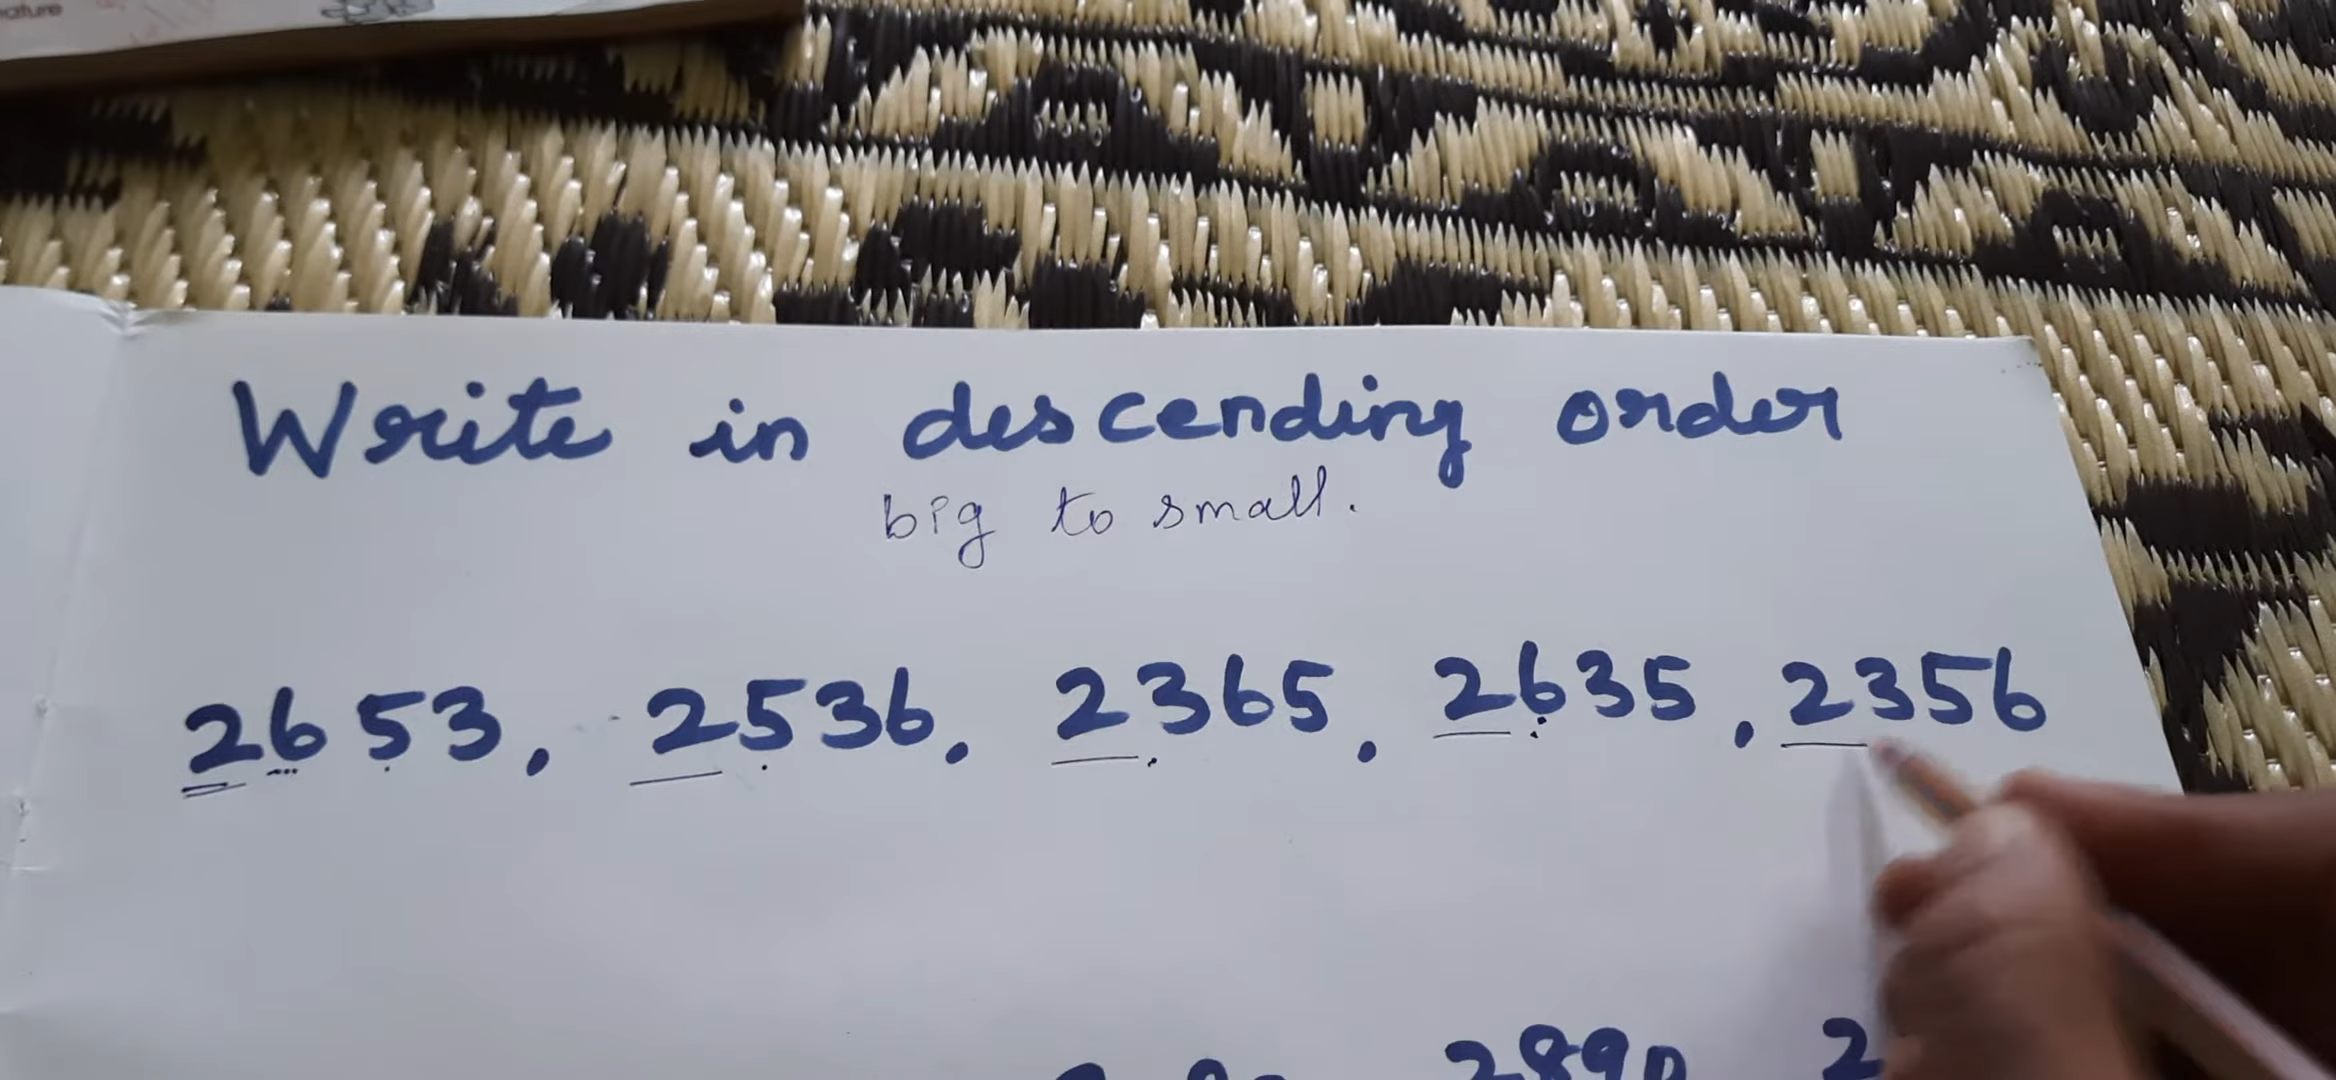 Write in descending order
big to small.
2653, 2536, 2365, 2635, 2356